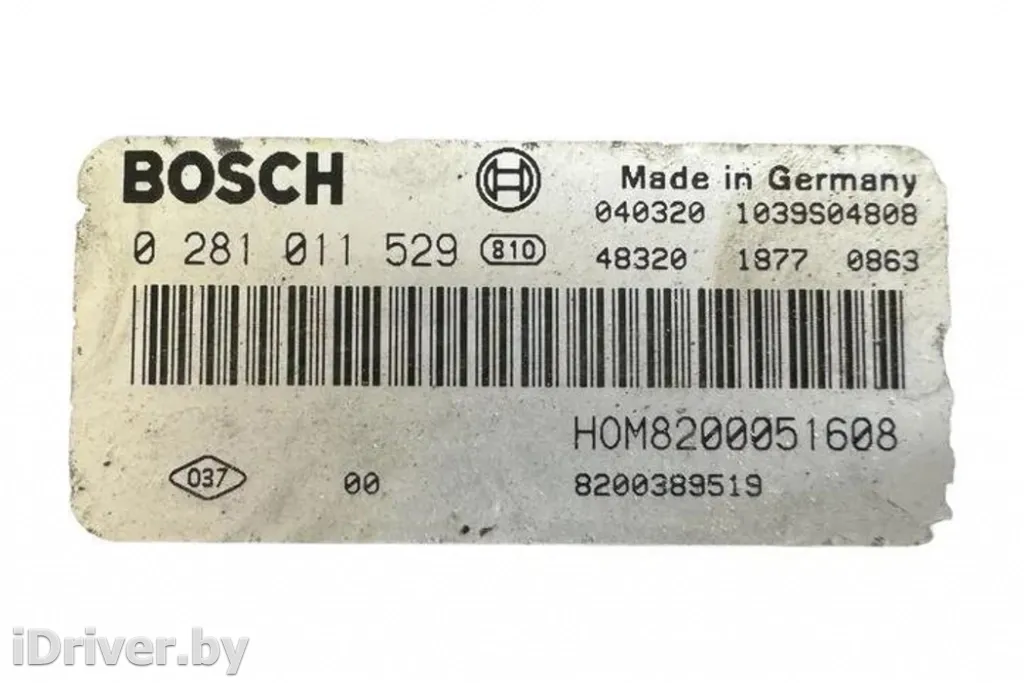 BOSCH Made in Germany
040320 1039S04808
0 281 011 529 810 48320 1877 0863
HOM8200051608
037 00 8200389519
iDriver.by